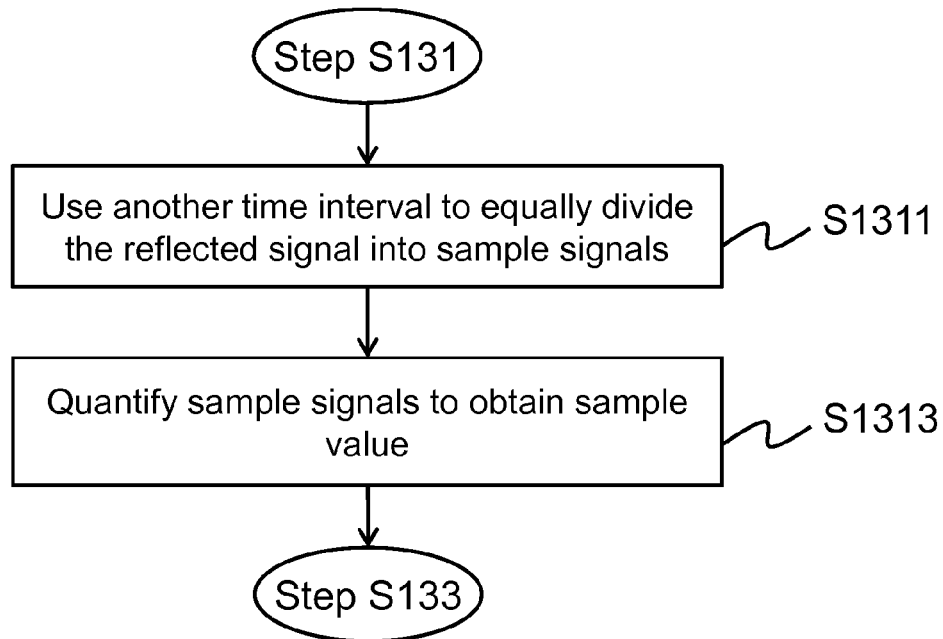 Step S131
Use another time interval to equally divide
the reflected signal into sample signals
S1311
Quantify sample signals to obtain sample
value
S1313
Step S133